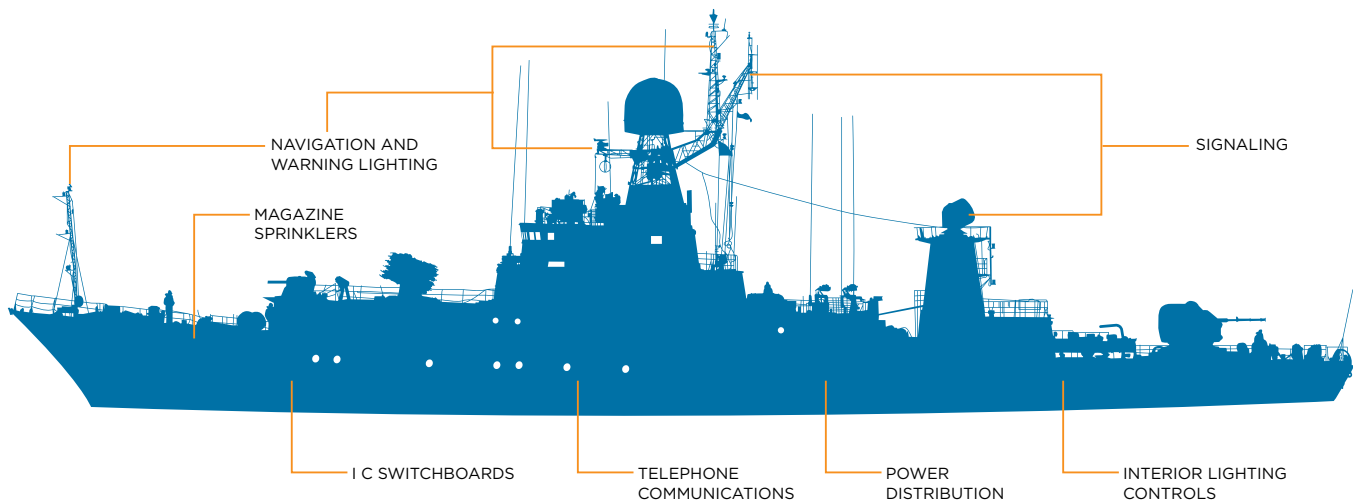 NAVIGATION AND
WARNING LIGHTING
SIGNALING
MAGAZINE
SPRINKLERS
I C SWITCHBOARDS
TELEPHONE
COMMUNICATIONS
POWER
DISTRIBUTION
INTERIOR LIGHTING
CONTROLS